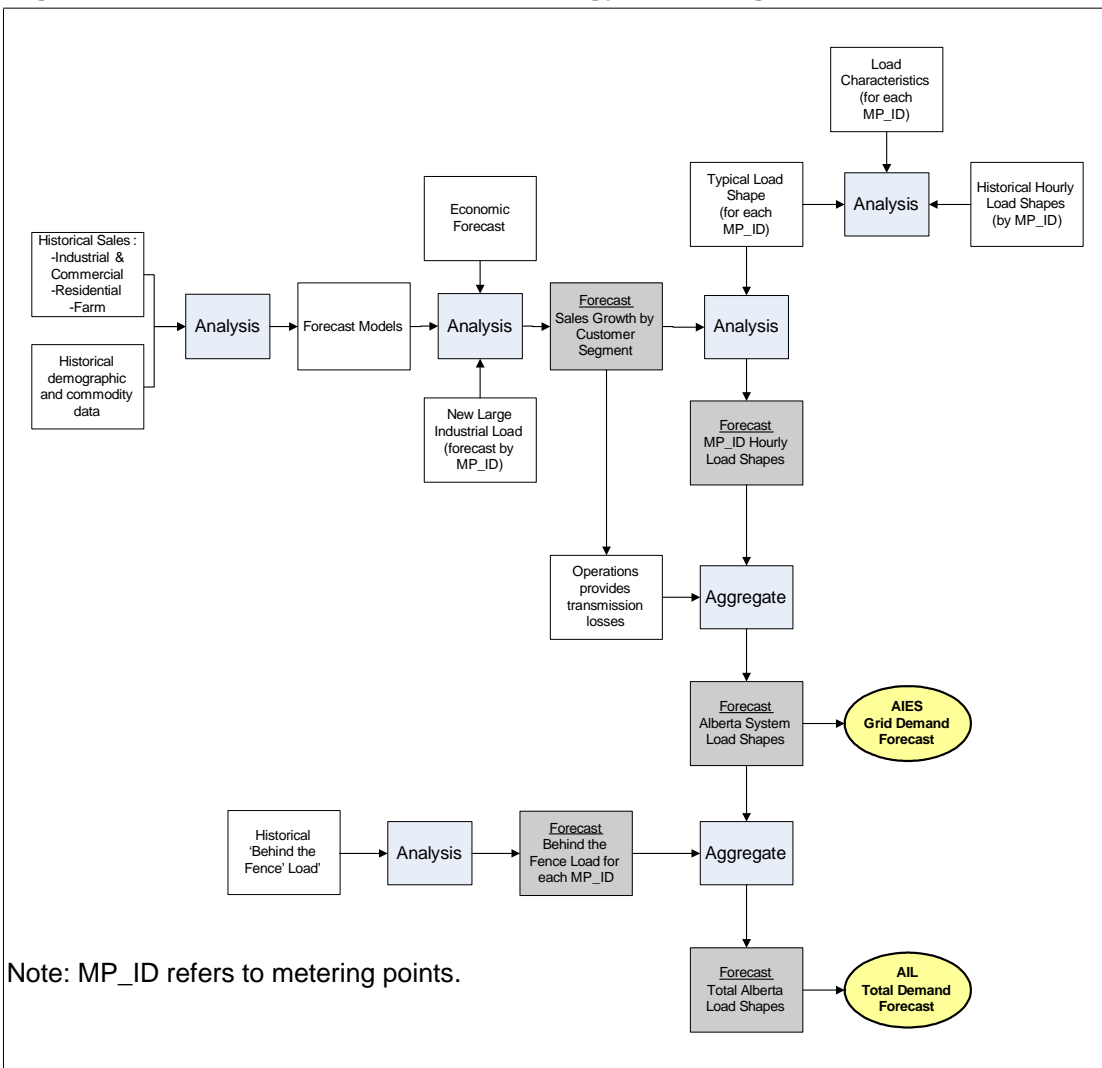 Load
Characteristics
(for each
MP_ID)
Typical Load
Shape
(for each
MP_ID)
Analysis
Historical Hourly
Load Shapes
(by MP_ID)
Economic
Forecast
Historical Sales :
-Industrial &
Commercial
-Residential
-Farm
Analysis
Forecast Models
Analysis
Forecast
Sales Growth by
Customer
Segment
Analysis
Historical
demographic
and commodity
data
New Large
Industrial Load
(forecast by
MP_ID)
Forecast
MP_ID Hourly
Load Shapes
Operations
provides
transmission
losses
Aggregate
Forecast
Alberta System
Load Shapes
AIES
Grid Demand
Forecast
Historical
‘Behind the
Fence’ Load’
Analysis
Forecast
Behind the
Fence Load for
each MP_ID
Aggregate
Note: MP_ID refers to metering points.
Forecast
Total Alberta
Load Shapes
AIL
Total Demand
Forecast